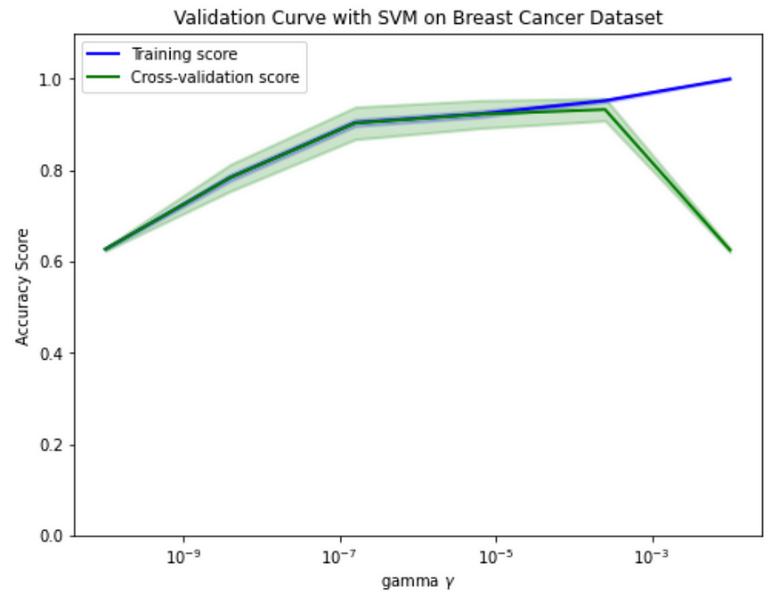 Validation Curve with SVM on Breast Cancer Dataset
Training score
Cross-validation score
Accuracy Score
1.0
0.8
0.6
0.4
0.2
0.0
10⁻⁹ 10⁻⁷ 10⁻⁵ 10⁻³
gamma γ